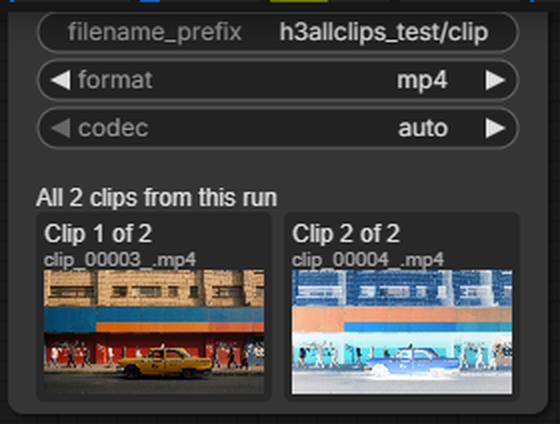 filename_prefix h3allclips_test/clip
format mp4
codec auto
All 2 clips from this run
Clip 1 of 2
clip_00003_.mp4
Clip 2 of 2
clip_00004_.mp4